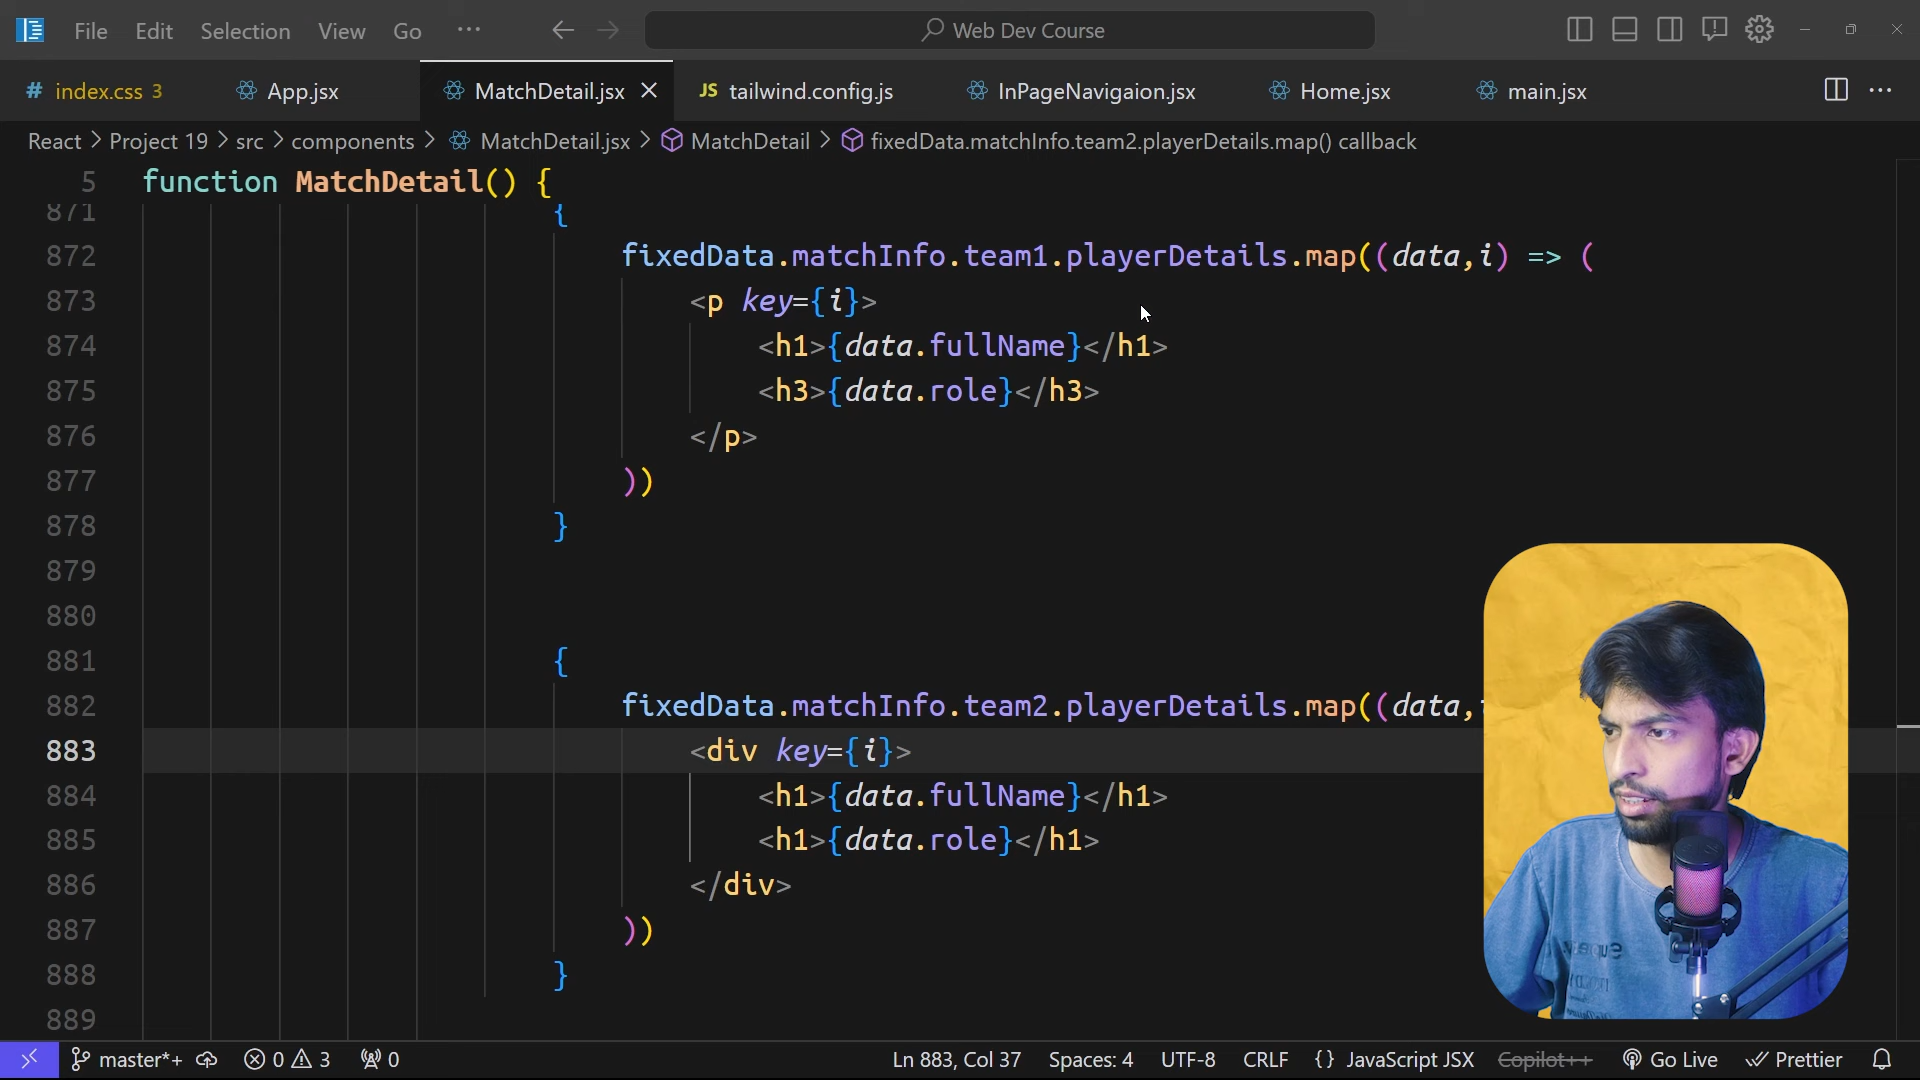 File Edit Selection View Go ··· Web Dev Course
# index.css 3 App.jsx MatchDetail.jsx JS tailwind.config.js InPageNavigaion.jsx Home.jsx main.jsx
React > Project 19 > src > components > MatchDetail.jsx > MatchDetail > fixedData.matchInfo.team2.playerDetails.map() callback
5 function MatchDetail() {
871 {
872 fixedData.matchInfo.team1.playerDetails.map((data,i) => (
873 <p key={i}>
874 <h1>{data.fullName}</h1>
875 <h3>{data.role}</h3>
876 </p>
877 ))
878 }
879
880
881 {
882 fixedData.matchInfo.team2.playerDetails.map((data,
883 <div key={i}>
884 <h1>{data.fullName}</h1>
885 <h1>{data.role}</h1>
886 </div>
887 ))
888 }
889
master*+ 0 3 0 Ln 883, Col 37 Spaces: 4 UTF-8 CRLF {} JavaScript JSX Copilot++ Go Live Prettier